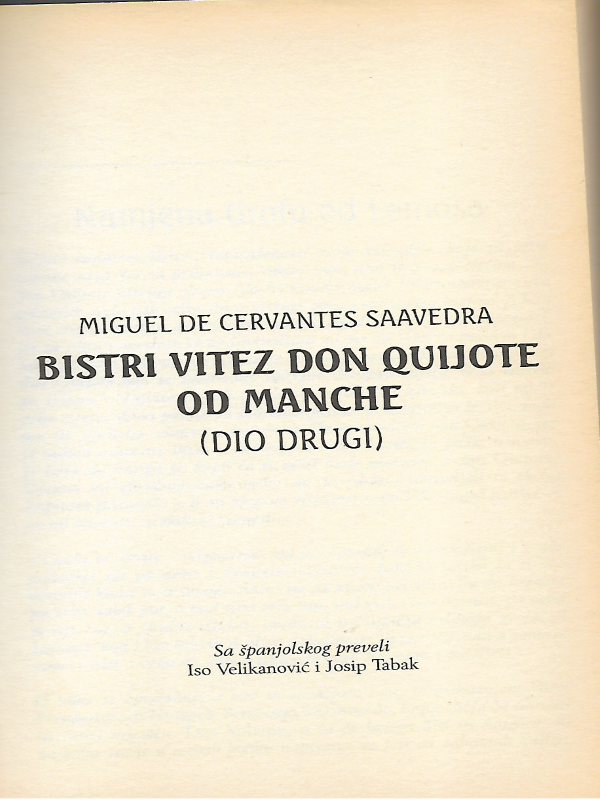 MIGUEL DE CERVANTES SAAVEDRA
BISTRI VITEZ DON QUIJOTE
OD MANCHE
(DIO DRUGI)
Sa španjolskog preveli
Iso Velikanović i Josip Tabak